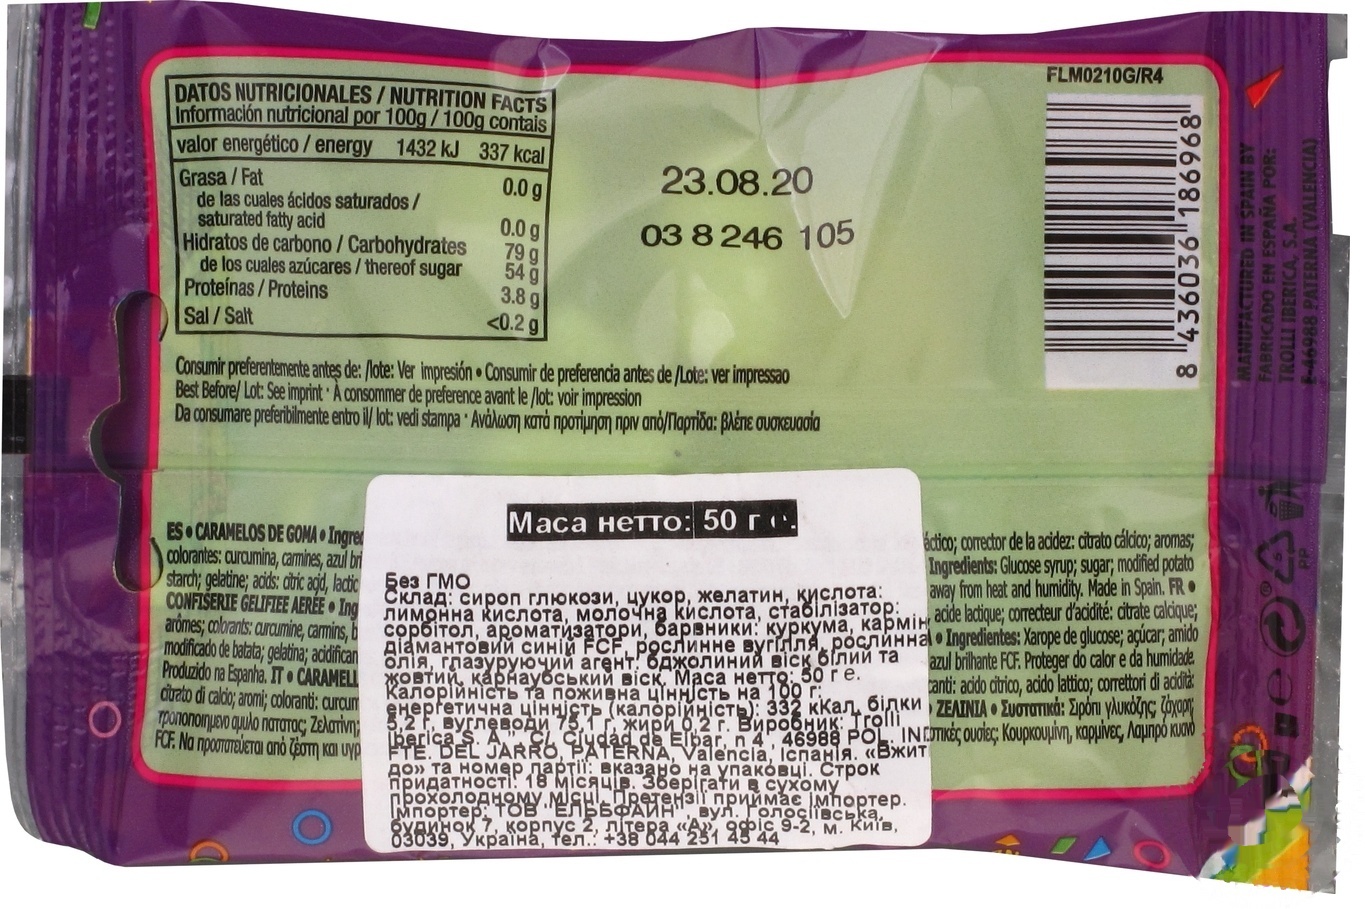 DATOS NUTRICIONALES / NUTRITION FACTS
Información nutricional por 100g / 100g contais
valor energético / energy 1432 kJ 337 kcal
Grasa / Fat 0.0 g
de las cuales ácidos saturados /
saturated fatty acid 0.0 g
Hidratos de carbono / Carbohydrates 79 g
de los cuales azúcares / thereof sugar 54 g
Proteínas / Proteins 3.8 g
Sal / Salt <0.2 g
23.08.20
03 8 246 105
FLM0210G/R4
8 436036 186968
MANUFACTURED IN SPAIN BY
FABRICADO EN ESPAÑA POR:
TROLLI IBERICA, S.A.
E-46988 PATERNA (VALENCIA)
Consumir preferentemente antes de: /lote: Ver impresión • Consumir de preferencia antes de /Lote: ver impressao
Best Before/ Lot: See imprint · A consommer de preference avant le /lot: voir impression
Da consumare preferibilmente entro il/ lot: vedi stampa · Ανάλωση κατά προτίμηση πριν από/Παρτίδα: βλέπε συσκευασία
ES • CARAMELOS DE GOMA • Ingre
colorantes: curcumina, carmines, azul bri
starch; gelatine; acids: citric acid, lactic
CONFISERIE GELIFIEE AEREE • Ing
arômes; colorants: curcumine, carmins, b
modificado de batata; gelatina; acidifican
Produzido na Espanha. IT • CARAMELL
citrato di calcio; aromi; coloranti: curcum
τροποποιημενο αμυλο πατατας; Ζελατίνη;
FCF. Να προστατεύεται από ζέστη και υγρ
áctico; corrector de la acidez: citrato cálcico; aromas;
Ingredients: Glucose syrup; sugar; modified potato
away from heat and humidity. Made in Spain. FR •
acide lactique; correcteur d'acidité: citrate calcique;
• Ingredientes: Xarope de glucose; açúcar; amido
azul brilhante FCF. Proteger do calor e da humidade.
canti: acido citrico, acido lattico; correttori di acidità:
• ΖΕΛΙΝΙΑ • Συστατικά: Σιρόπι γλυκόζης; ζάχαρη;
τικές ουσίες: Κουρκουμίνη, καρμίνες, Λαμπρό κυανό
PP
Маса нетто: 50 г
Без ГМО
Склад: сироп глюкози, цукор, желатин, кислота:
лимонна кислота, молочна кислота, стабілізатор:
сорбітол, ароматизатори, барвники: куркума, кармін,
діамантовий синій FCF, рослинне вугілля, рослинна
олія, глазуруючий агент: бджолиний віск білий та
жовтий, карнаубський віск. Маса нетто: 50 г е.
Калорійність та поживна цінність на 100 г:
енергетична цінність (калорійність): 332 кКал, білки
5,2 г, вуглеводи 75,1 г, жири 0,2 г. Виробник: Trolli
Iberica S. A., C/ Ciudad de Eibar, n 4, 46988 POL. IND
FTE. DEL JARRO, PATERNA, Valencia, Іспанія. «Вжит
до» та номер партії: вказано на упаковці. Строк
придатності: 18 місяців. Зберігати в сухому
прохолодному місці. Претензії приймає імпортер.
Імпортер: ТОВ "ЕЛЬБФАЙН", вул. Голосіївська,
будинок 7, корпус 2, літера «А», офіс 9-2, м. Київ,
03039, Україна, тел.: +38 044 251 45 44